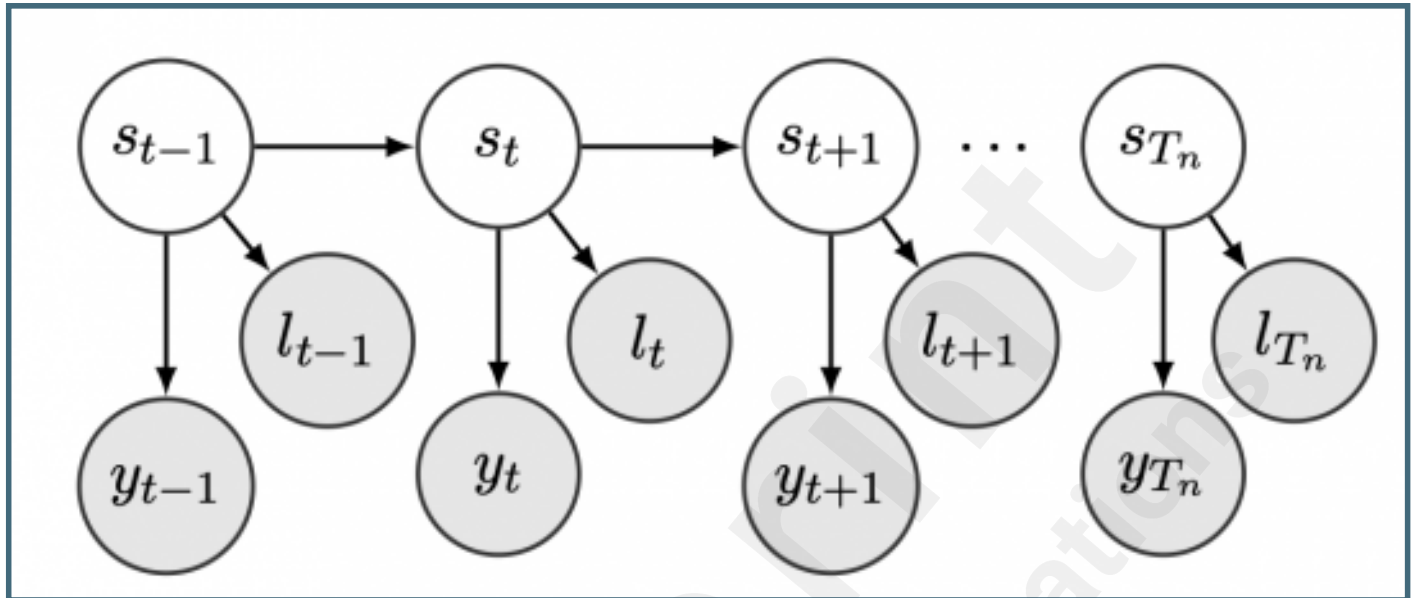 s_{t−1} s_t s_{t+1} ... s_{T_n}
l_{t−1} l_t l_{t+1} l_{T_n}
y_{t−1} y_t y_{t+1} y_{T_n}